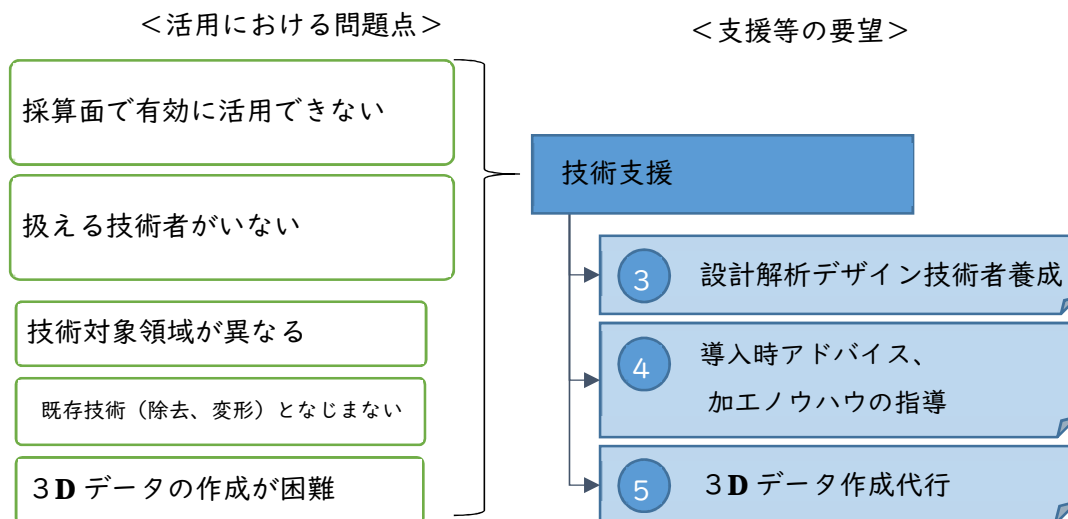 ＜活用における問題点＞
採算面で有効に活用できない
扱える技術者がいない
技術対象領域が異なる
既存技術（除去、変形）となじまない
３Dデータの作成が困難
＜支援等の要望＞
技術支援
3 設計解析デザイン技術者養成
4 導入時アドバイス、
加工ノウハウの指導
5 ３Dデータ作成代行